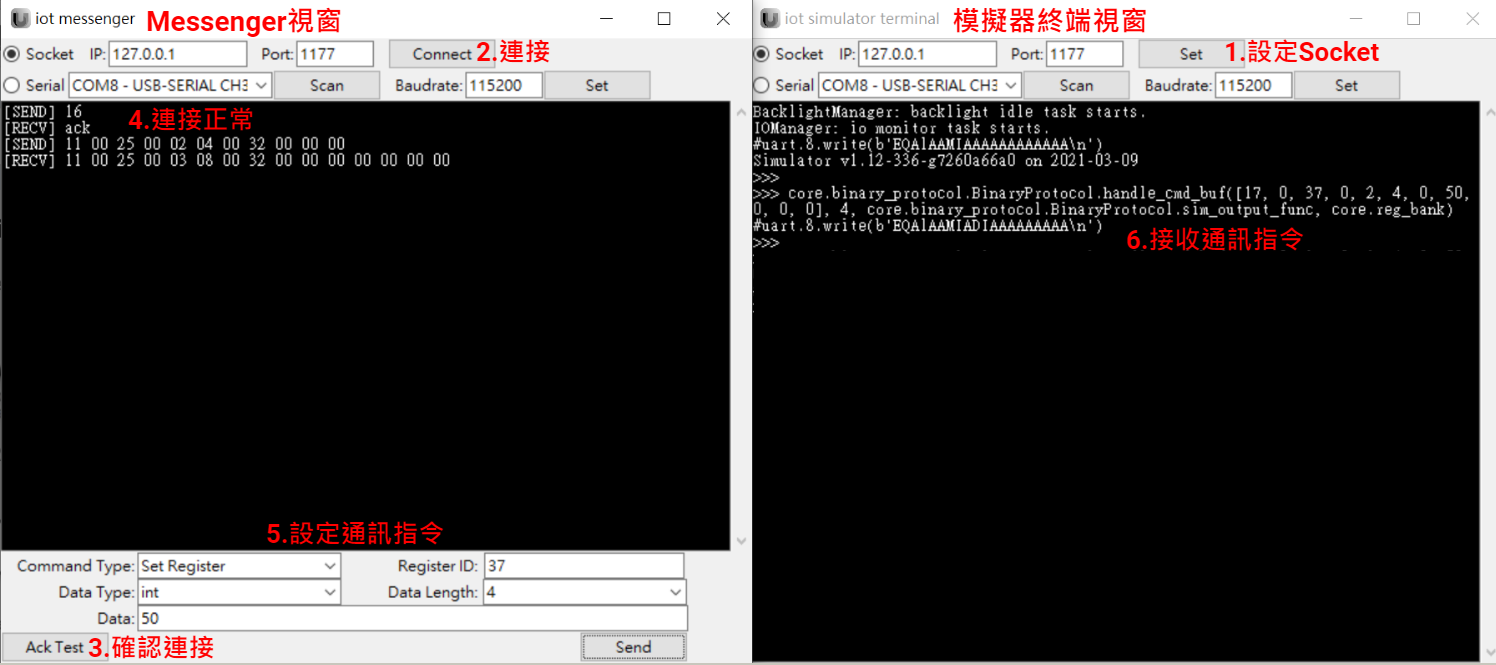 iot messenger Messenger視窗
Socket IP: 127.0.0.1 Port: 1177 Connect 2.連接
Serial COM8 - USB-SERIAL CH3 Scan Baudrate: 115200 Set
[SEND] 16
[RECV] ack
4.連接正常
[SEND] 11 00 25 00 02 04 00 32 00 00 00
[RECV] 11 00 25 00 03 08 00 32 00 00 00 00 00 00 00
5.設定通訊指令
Command Type: Set Register Register ID: 37
Data Type: int Data Length: 4
Data: 50
Ack Test 3.確認連接 Send
iot simulator terminal 模擬器終端視窗
Socket IP: 127.0.0.1 Port: 1177 Set 1.設定Socket
Serial COM8 - USB-SERIAL CH3 Scan Baudrate: 115200 Set
BacklightManager: backlight idle task starts.
IOManager: io monitor task starts.
#uart.8.write(b'EQAlAAMIAAAAAAAAAAAA\n')
Simulator v1.12-336-g7260a66a0 on 2021-03-09
>>>
>>> core.binary_protocol.BinaryProtocol.handle_cmd_buf([17, 0, 37, 0, 2, 4, 0, 50,
0, 0, 0], 4, core.binary_protocol.BinaryProtocol.sim_output_func, core.reg_bank)
#uart.8.write(b'EQAlAAMIADIAAAAAAAAA\n')
>>>
6.接收通訊指令